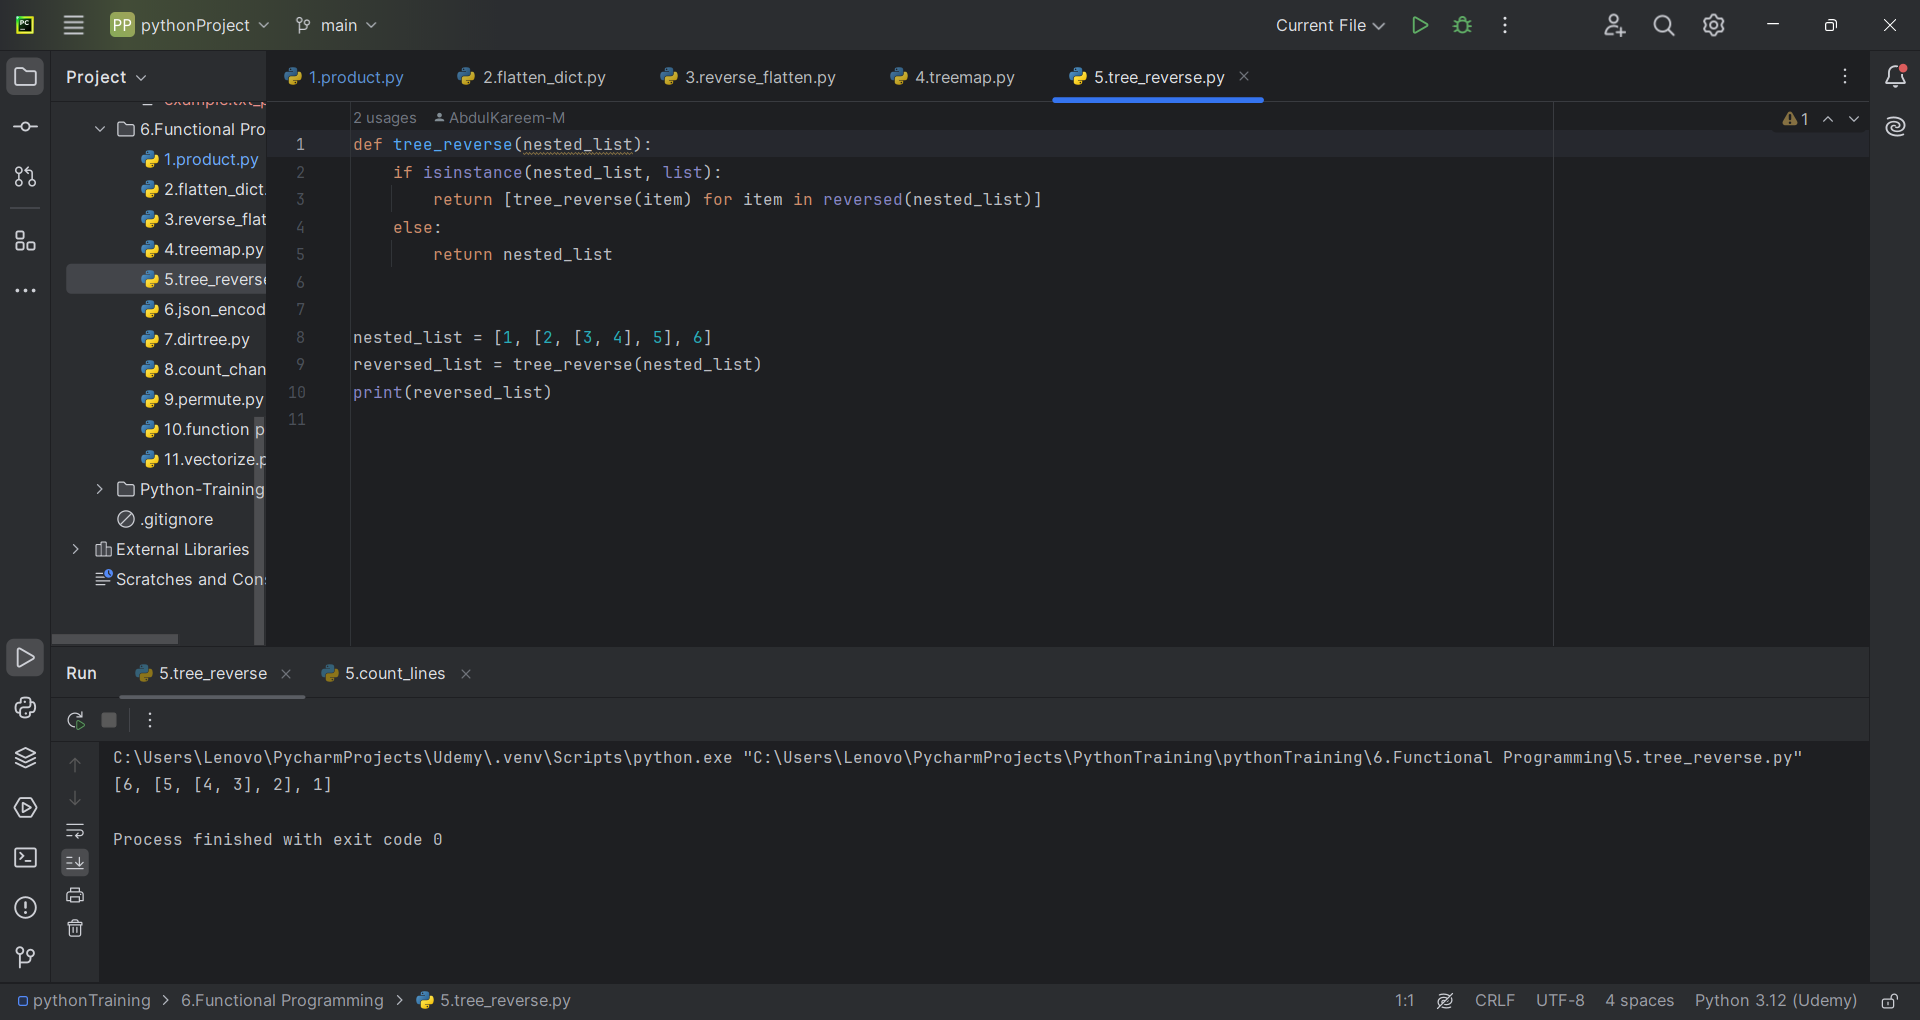 PC
PP pythonProject main Current File
Project
1.product.py 2.flatten_dict.py 3.reverse_flatten.py 4.treemap.py 5.tree_reverse.py
6.Functional Pro
1.product.py
2.flatten_dict.
3.reverse_flat
4.treemap.py
5.tree_reverse
6.json_encod
7.dirtree.py
8.count_chan
9.permute.py
10.function p
11.vectorize.p
Python-Training
.gitignore
External Libraries
Scratches and Con
2 usages AbdulKareem-M
1
1 def tree_reverse(nested_list):
2 if isinstance(nested_list, list):
3 return [tree_reverse(item) for item in reversed(nested_list)]
4 else:
5 return nested_list
6
7
8 nested_list = [1, [2, [3, 4], 5], 6]
9 reversed_list = tree_reverse(nested_list)
10 print(reversed_list)
11
Run 5.tree_reverse 5.count_lines
C:\Users\Lenovo\PycharmProjects\Udemy\.venv\Scripts\python.exe "C:\Users\Lenovo\PycharmProjects\PythonTraining\pythonTraining\6.Functional Programming\5.tree_reverse.py"
[6, [5, [4, 3], 2], 1]
Process finished with exit code 0
pythonTraining > 6.Functional Programming > 5.tree_reverse.py 1:1 CRLF UTF-8 4 spaces Python 3.12 (Udemy)